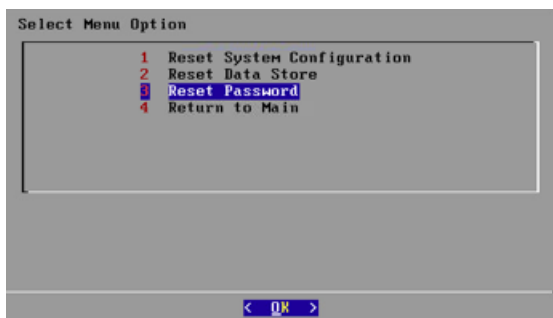 Select Menu Option
1 Reset System Configuration
2 Reset Data Store
3 Reset Password
4 Return to Main
< OK >